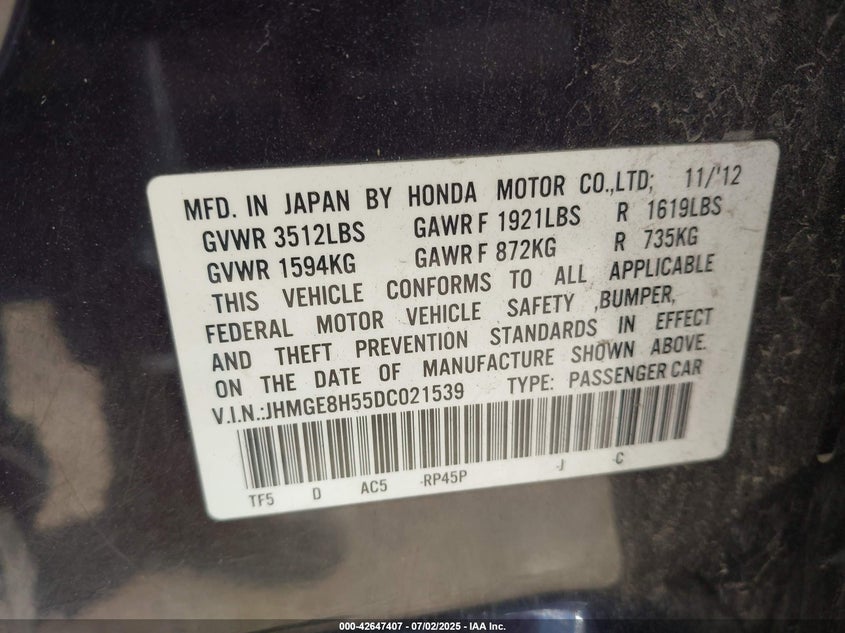 MFD. IN JAPAN BY HONDA MOTOR CO.,LTD; 11/'12
GVWR 3512LBS GAWR F 1921LBS R 1619LBS
GVWR 1594KG GAWR F 872KG R 735KG
THIS VEHICLE CONFORMS TO ALL APPLICABLE
FEDERAL MOTOR VEHICLE SAFETY ,BUMPER,
AND THEFT PREVENTION STANDARDS IN EFFECT
ON THE DATE OF MANUFACTURE SHOWN ABOVE.
V.I.N.:JHMGE8H55DC021539 TYPE: PASSENGER CAR
TF5 D AC5 -RP45P -J -C
000-42647407 - 07/02/2025 - IAA Inc.